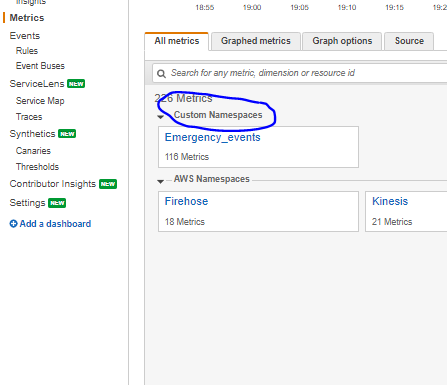 Insights
Metrics
Events
Rules
Event Buses
ServiceLens NEW
Service Map
Traces
Synthetics NEW
Canaries
Thresholds
Contributor Insights NEW
Settings NEW
Add a dashboard
18:55 19:00 19:05 19:10 19:15
All metrics Graphed metrics Graph options Source
Search for any metric, dimension or resource id
226 Metrics
Custom Namespaces
Emergency_events
116 Metrics
AWS Namespaces
Firehose Kinesis
18 Metrics 21 Metrics